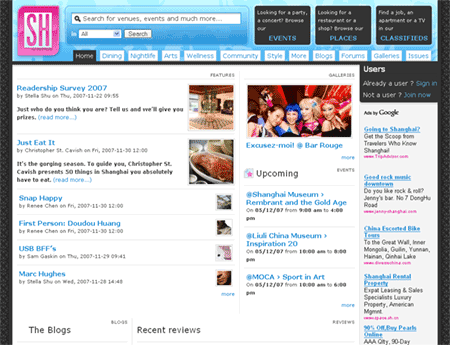 SH
Search for venues, events and much more...
In All Search
Looking for a party,
a concert? Browse
our
EVENTS
Looking for a
restaurant or a
shop? Browse our
PLACES
Find a job, an
apartment or a TV in
our
CLASSIFIEDS
Home Dining Nightlife Arts Wellness Community Style More Blogs Galleries Issues
FEATURES
Readership Survey 2007
by Stella Shu on Thu, 2007-11-22 09:55
Just who do you think you are? Tell us and we'll give you
prizes. (read more...)
Just Eat It
by Christopher St. Cavish on Fri, 2007-11-30 12:00
It's the gorging season. To guide you, Christopher St.
Cavish presents 50 things in Shanghai you absolutely
have to eat. (read more...)
Snap Happy
by Renee Chen on Fri, 2007-11-30 12:00
First Person: Doudou Huang
by Renee Chen on Fri, 2007-11-30 12:00
USB BFF's
by Sam Gaskin on Thu, 2007-11-29 09:41
Marc Hughes
by Stella Shu on Wed, 2007-11-28 14:48
more
GALLERIES
Excusez-moi! @ Bar Rouge
more
Upcoming
EVENTS
@Shanghai Museum ›
Rembrant and the Gold Age
On 05/12/07 from 9:00 am to 4:00
pm
@Liuli China Museum ›
Inspiration 20
On 05/12/07 from 10:00 am to 8:00
pm
@MOCA › Sport in Art
On 05/12/07 from 10:00 am to 6:00
pm
more
Users
Already a user ? Sign in
Not a user ? Join now
Ads by Google
Going to Shanghai?
Get the Scoop from
Travelers Who Know
Shanghai!
www.TripAdvisor.com
Good rock music
downtown
Do you like rock & roll?
Jenny's bar. No 7 DongHu
Road
www.jennyshanghai.com
China Escorted Bike
Tours
To the Great Wall, Inner
Mongolia, Guilin, Yunnan,
Hainan, Qinhai Lake
Shanghai Rental
Property
Expat Leasing & Sales
Specialists Luxury
Property, American
Mgmnt
90% Off,Buy Pearls
Online
AAA Qlty, 90-Day
BLOGS
The Blogs
REVIEWS
Recent reviews